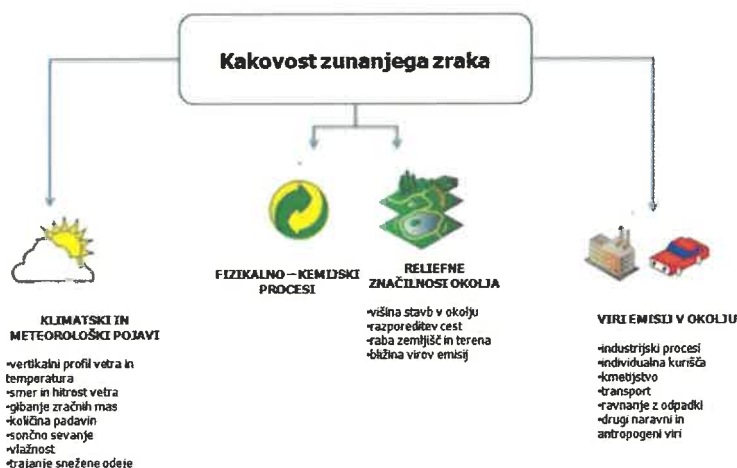 Kakovost zunanjega zraka
KLIMATSKI IN
METEOROLOŠKI POJAVI
•vertikalni profil vetra in
temperatura
•smer in hitrost vetra
•gibanje zračnih mas
•količina padavin
•sončno sevanje
•vlažnost
•trajanje snežene odeje
FIZIKALNO – KEMIJSKI
PROCESI
RELIEFNE
ZNAČILNOSTI OKOLJA
•višina stavb v okolju
•razporeditev cest
•raba zemljišč in terena
•bližina virov emisij
VIRI EMISIJ V OKOLJU
•industrijski procesi
•individualna kurišča
•kmetijstvo
•transport
•ravnanje z odpadki
•drugi naravni in
antropogeni viri